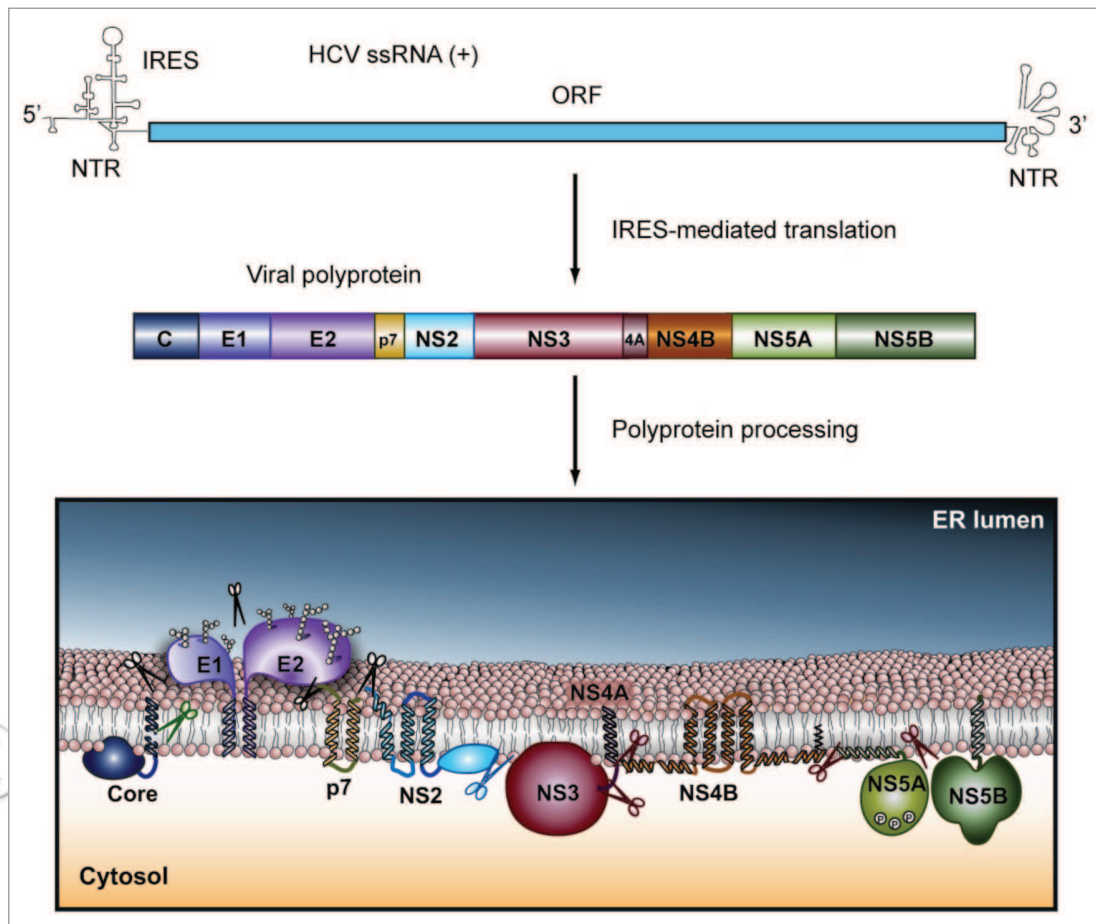 IRES
HCV ssRNA (+)
ORF
5’
3’
NTR
NTR
IRES-mediated translation
Viral polyprotein
C E1 E2 p7 NS2 NS3 4A NS4B NS5A NS5B
Polyprotein processing
ER lumen
E1 E2
NS4A
Core p7 NS2 NS3 NS4B NS5A NS5B
P P P
Cytosol